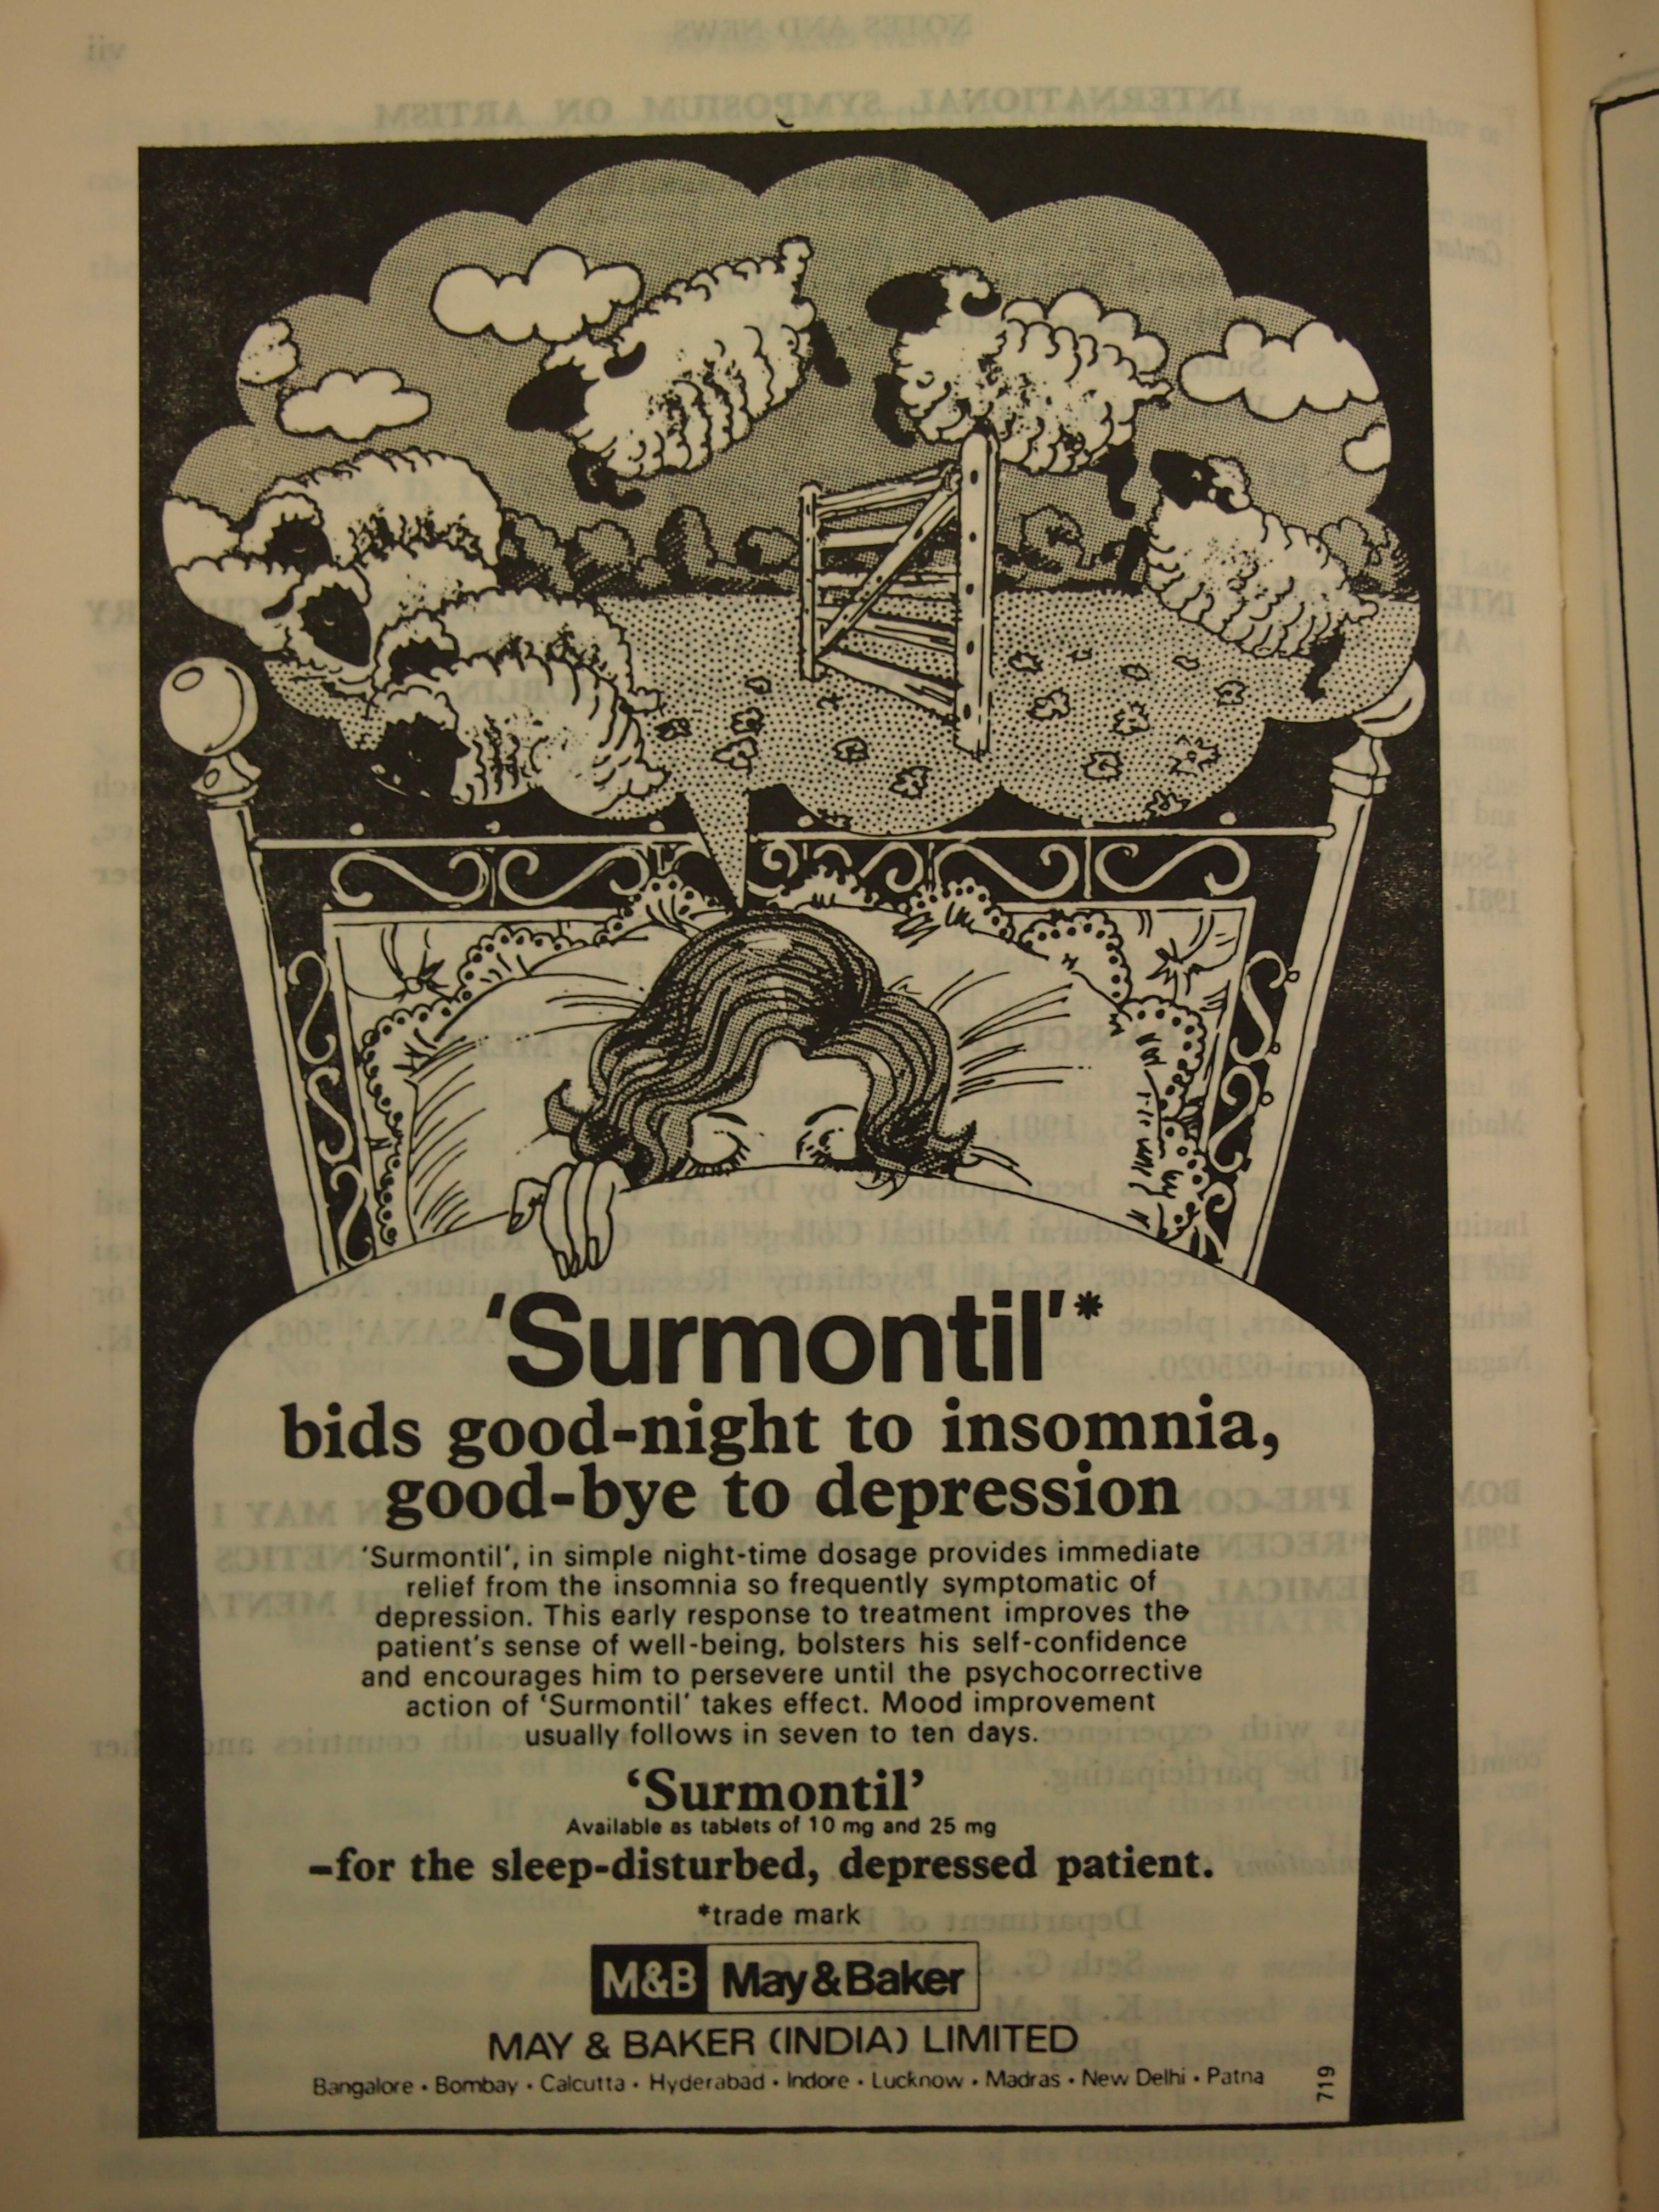 'Surmontil'*
bids good-night to insomnia,
good-bye to depression
'Surmontil', in simple night-time dosage provides immediate
relief from the insomnia so frequently symptomatic of
depression. This early response to treatment improves the
patient's sense of well-being, bolsters his self-confidence
and encourages him to persevere until the psychocorrective
action of 'Surmontil' takes effect. Mood improvement
usually follows in seven to ten days.
'Surmontil'
Available as tablets of 10 mg and 25 mg
–for the sleep-disturbed, depressed patient.
*trade mark
M&B May&Baker
MAY & BAKER (INDIA) LIMITED
Bangalore • Bombay • Calcutta • Hyderabad • Indore • Lucknow • Madras • New Delhi • Patna
719